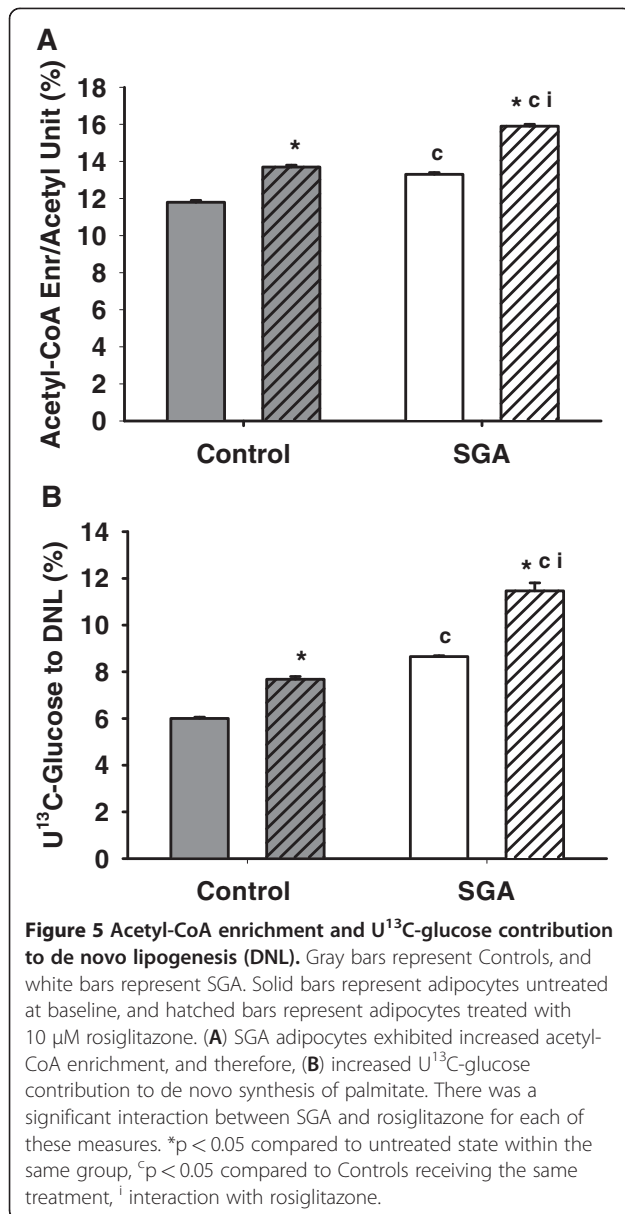 A
Acetyl-CoA Enr/Acetyl Unit (%)
18
16
14
12
10
8
6
4
2
0
*
c
* c i
Control
SGA
B
U¹³C-Glucose to DNL (%)
14
12
10
8
6
4
2
0
*
c
* c i
Control
SGA
Figure 5 Acetyl-CoA enrichment and U¹³C-glucose contribution
to de novo lipogenesis (DNL). Gray bars represent Controls, and
white bars represent SGA. Solid bars represent adipocytes untreated
at baseline, and hatched bars represent adipocytes treated with
10 μM rosiglitazone. (A) SGA adipocytes exhibited increased acetyl-
CoA enrichment, and therefore, (B) increased U¹³C-glucose
contribution to de novo synthesis of palmitate. There was a
significant interaction between SGA and rosiglitazone for each of
these measures. *p < 0.05 compared to untreated state within the
same group, ᶜp < 0.05 compared to Controls receiving the same
treatment, ⁱ interaction with rosiglitazone.